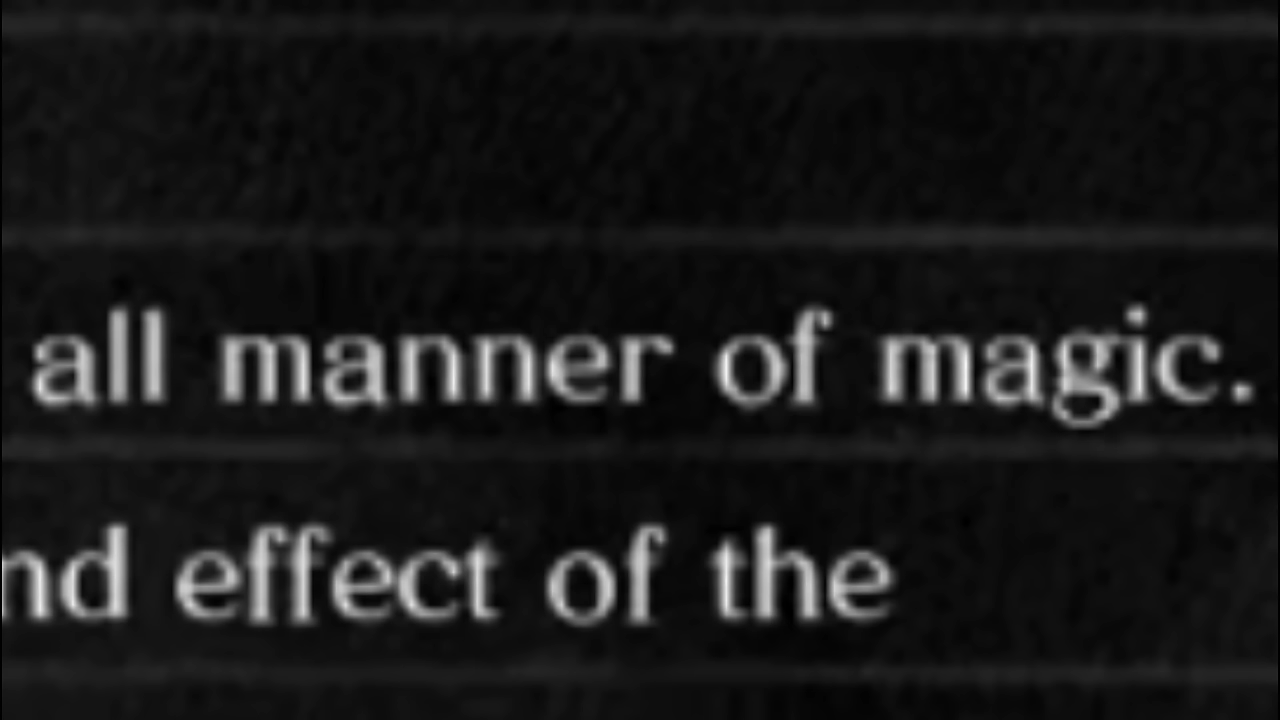 all manner of magic.
nd effect of the